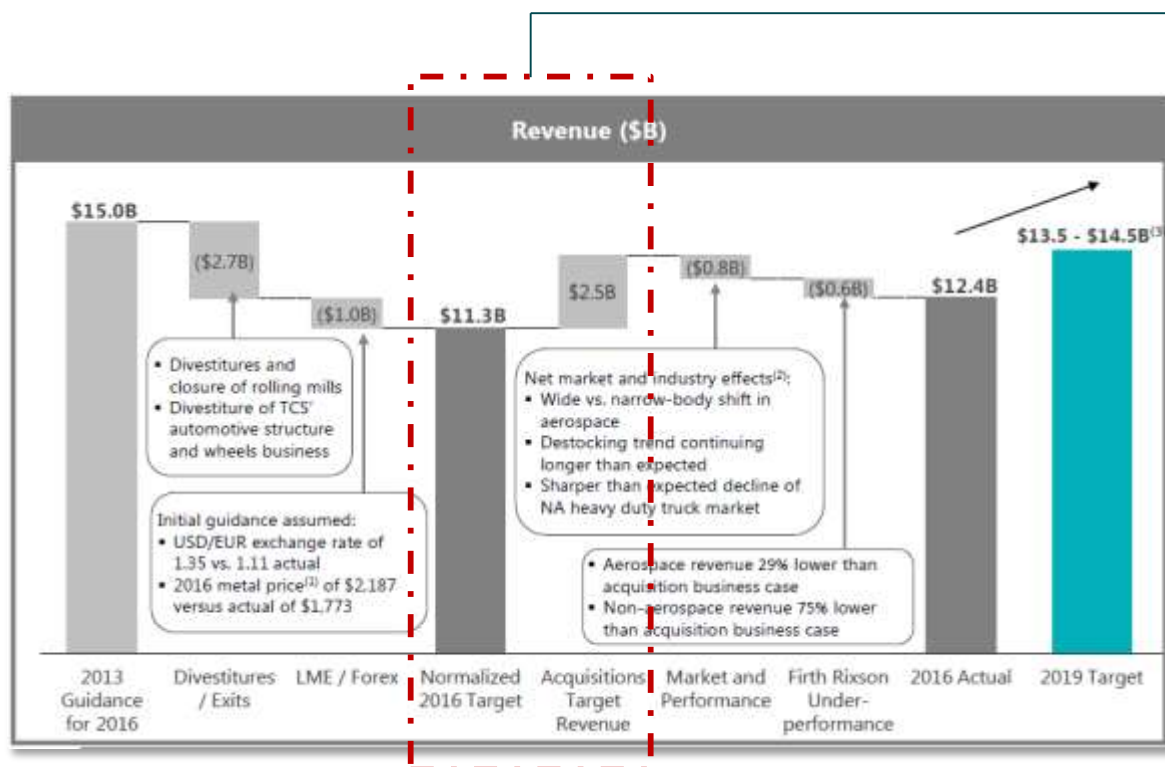 Revenue ($B)
$15.0B
($2.7B)
($1.0B)
$11.3B
$2.5B
($0.8B)
($0.6B)
$12.4B
$13.5 - $14.5B(3)
▪ Divestitures and
closure of rolling mills
▪ Divestiture of TCS'
automotive structure
and wheels business
Initial guidance assumed:
▪ USD/EUR exchange rate of
1.35 vs. 1.11 actual
▪ 2016 metal price(1) of $2,187
versus actual of $1,773
Net market and industry effects(2):
▪ Wide vs. narrow-body shift in
aerospace
▪ Destocking trend continuing
longer than expected
▪ Sharper than expected decline of
NA heavy duty truck market
▪ Aerospace revenue 29% lower than
acquisition business case
▪ Non-aerospace revenue 75% lower
than acquisition business case
2013
Guidance
for 2016
Divestitures
/ Exits
LME / Forex
Normalized
2016 Target
Acquisitions
Target
Revenue
Market and
Performance
Firth Rixson
Under-
performance
2016 Actual
2019 Target